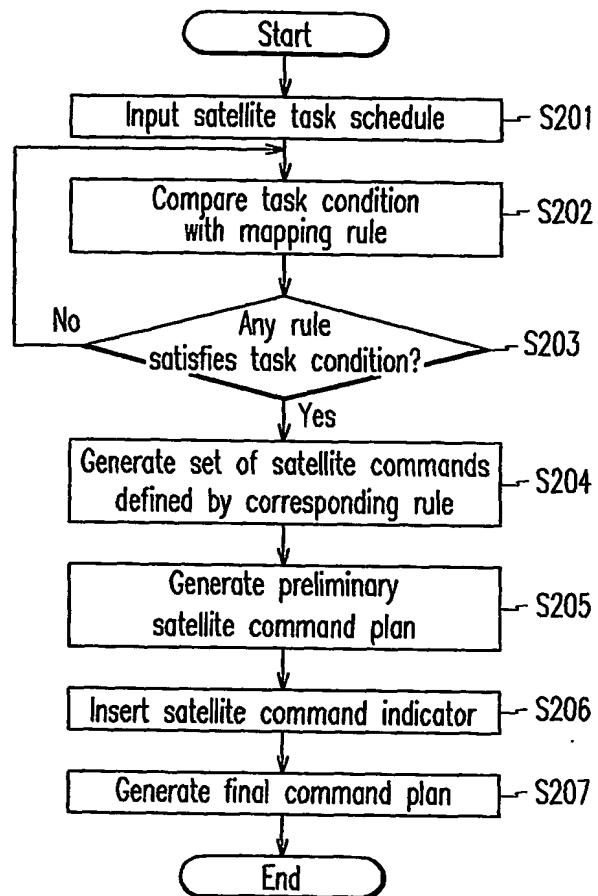 Start
Input satellite task schedule
S201
Compare task condition
with mapping rule
S202
Any rule
satisfies task condition?
S203
No
Yes
Generate set of satellite commands
defined by corresponding rule
S204
Generate preliminary
satellite command plan
S205
Insert satellite command indicator
S206
Generate final command plan
S207
End